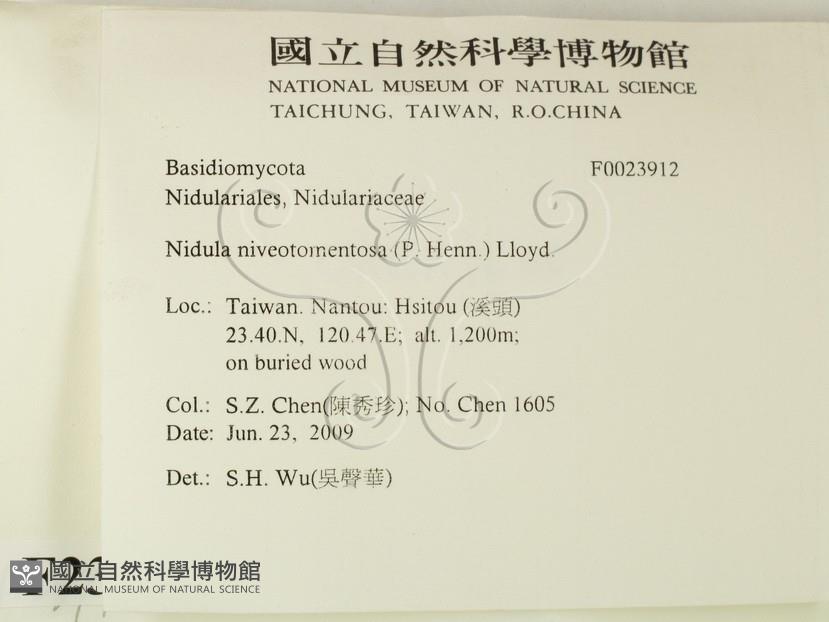 國立自然科學博物館
NATIONAL MUSEUM OF NATURAL SCIENCE
TAICHUNG, TAIWAN, R.O.CHINA
Basidiomycota F0023912
Nidulariales, Nidulariaceae
Nidula niveotomentosa (P. Henn.) Lloyd.
Loc.: Taiwan. Nantou: Hsitou (溪頭)
23.40.N, 120.47.E; alt. 1,200m;
on buried wood
Col.: S.Z. Chen(陳秀珍); No. Chen 1605
Date: Jun. 23, 2009
Det.: S.H. Wu(吳聲華)
國立自然科學博物館
NATIONAL MUSEUM OF NATURAL SCIENCE